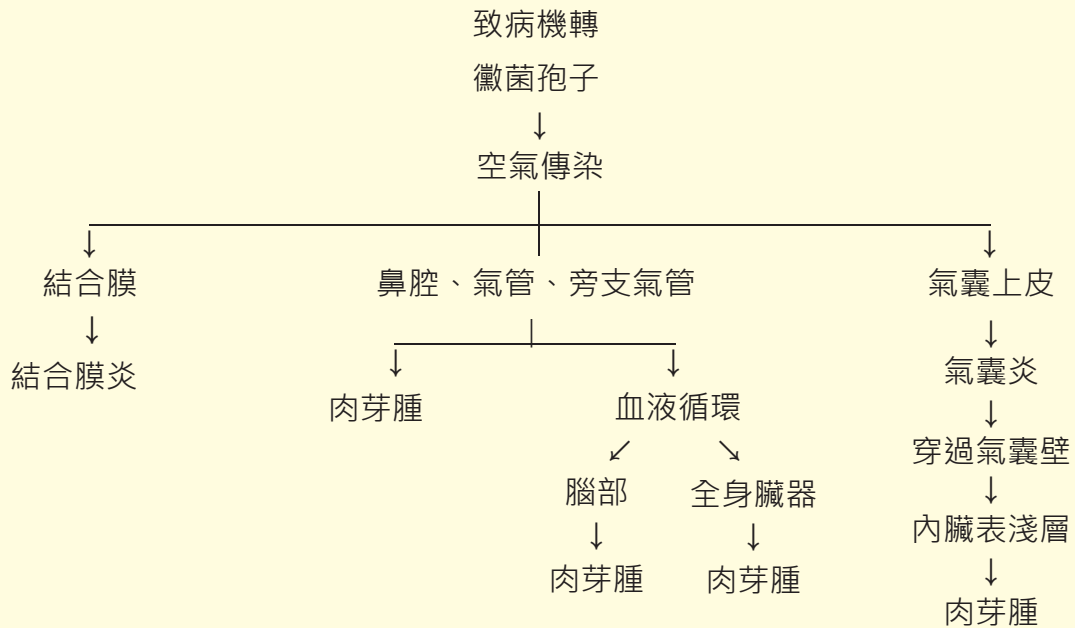 致病機轉
黴菌孢子
↓
空氣傳染
↓ ↓
結合膜 鼻腔、氣管、旁支氣管 氣囊上皮
↓ ↓
結合膜炎 氣囊炎
↓ ↓ ↓
肉芽腫 血液循環 穿過氣囊壁
↙ ↘ ↓
腦部 全身臟器 內臟表淺層
↓ ↓ ↓
肉芽腫 肉芽腫 肉芽腫